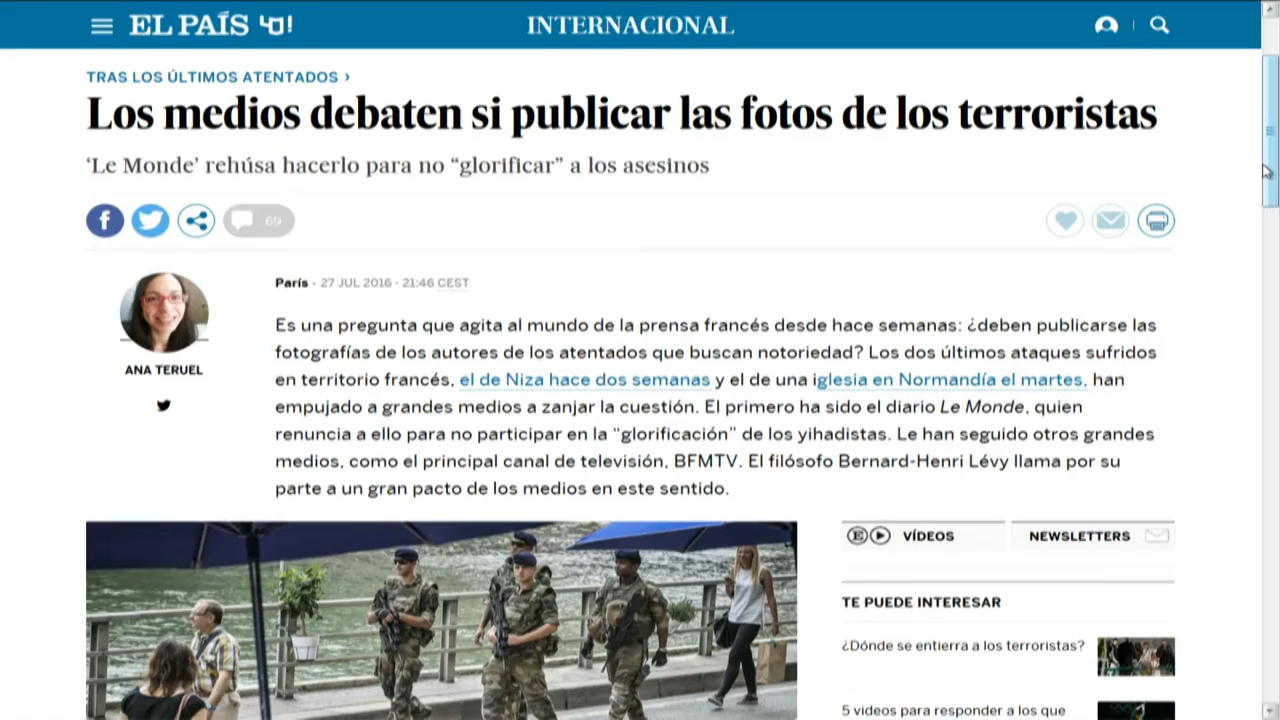 EL PAÍS
INTERNACIONAL
TRAS LOS ÚLTIMOS ATENTADOS ›
Los medios debaten si publicar las fotos de los terroristas
‘Le Monde’ rehúsa hacerlo para no “glorificar” a los asesinos
69
París - 27 JUL 2016 - 21:46 CEST
ANA TERUEL
Es una pregunta que agita al mundo de la prensa francés desde hace semanas: ¿deben publicarse las
fotografías de los autores de los atentados que buscan notoriedad? Los dos últimos ataques sufridos
en territorio francés, el de Niza hace dos semanas y el de una iglesia en Normandía el martes, han
empujado a grandes medios a zanjar la cuestión. El primero ha sido el diario Le Monde, quien
renuncia a ello para no participar en la “glorificación” de los yihadistas. Le han seguido otros grandes
medios, como el principal canal de televisión, BFMTV. El filósofo Bernard-Henri Lévy llama por su
parte a un gran pacto de los medios en este sentido.
VÍDEOS
NEWSLETTERS
TE PUEDE INTERESAR
¿Dónde se entierra a los terroristas?
5 videos para responder a los que